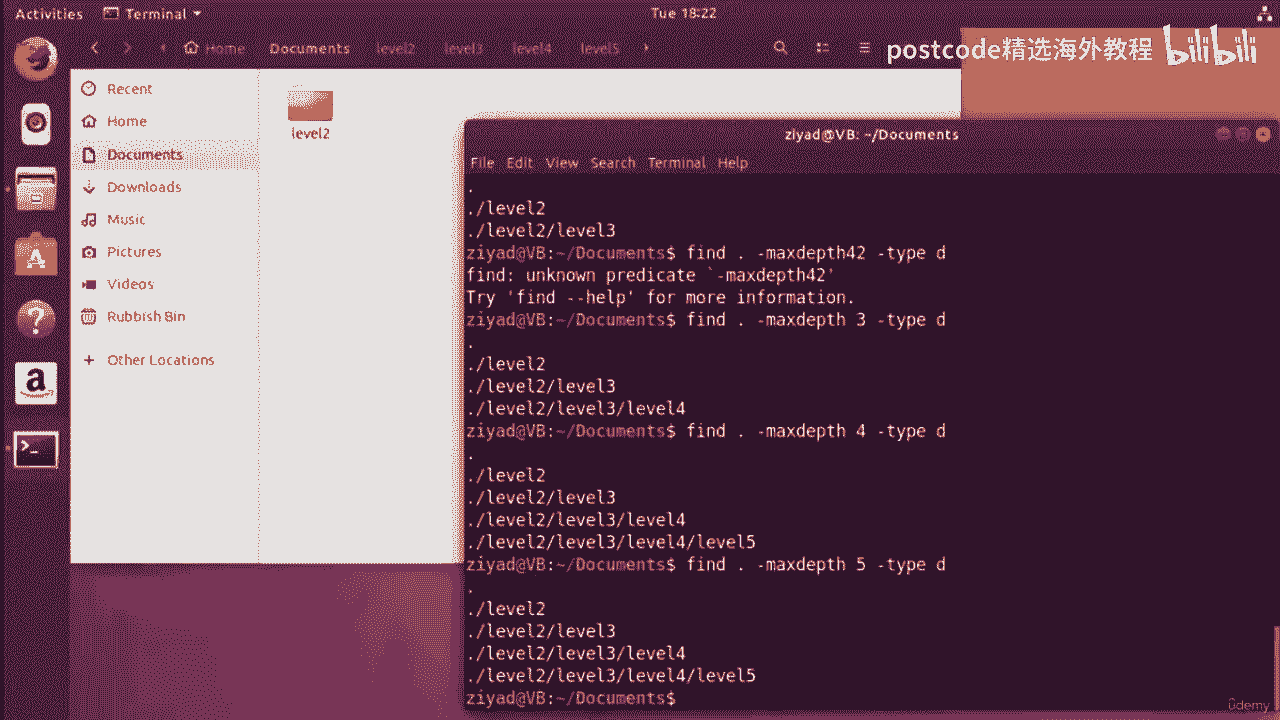 Activities Terminal Tue 18:22
Home Documents level2 level3 level4 level5
postcode精选海外教程 bilibili
Recent
Home
Documents
Downloads
Music
Pictures
Videos
Rubbish Bin
Other Locations
level2
ziyad@VB: ~/Documents
File Edit View Search Terminal Help
.
./level2
./level2/level3
ziyad@VB:~/Documents$ find . -maxdepth42 -type d
find: unknown predicate `-maxdepth42'
Try 'find --help' for more information.
ziyad@VB:~/Documents$ find . -maxdepth 3 -type d
.
./level2
./level2/level3
./level2/level3/level4
ziyad@VB:~/Documents$ find . -maxdepth 4 -type d
.
./level2
./level2/level3
./level2/level3/level4
./level2/level3/level4/level5
ziyad@VB:~/Documents$ find . -maxdepth 5 -type d
.
./level2
./level2/level3
./level2/level3/level4
./level2/level3/level4/level5
ziyad@VB:~/Documents$
ûdemy